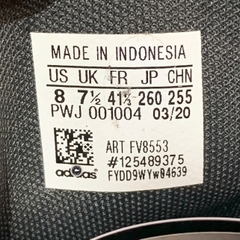 MADE IN INDONESIA
US UK FR JP CHN
8 7½ 41⅓ 260 255
PWJ 001004 03/20
ART FV8553
#125489375
adidas FYDD9WYw04639